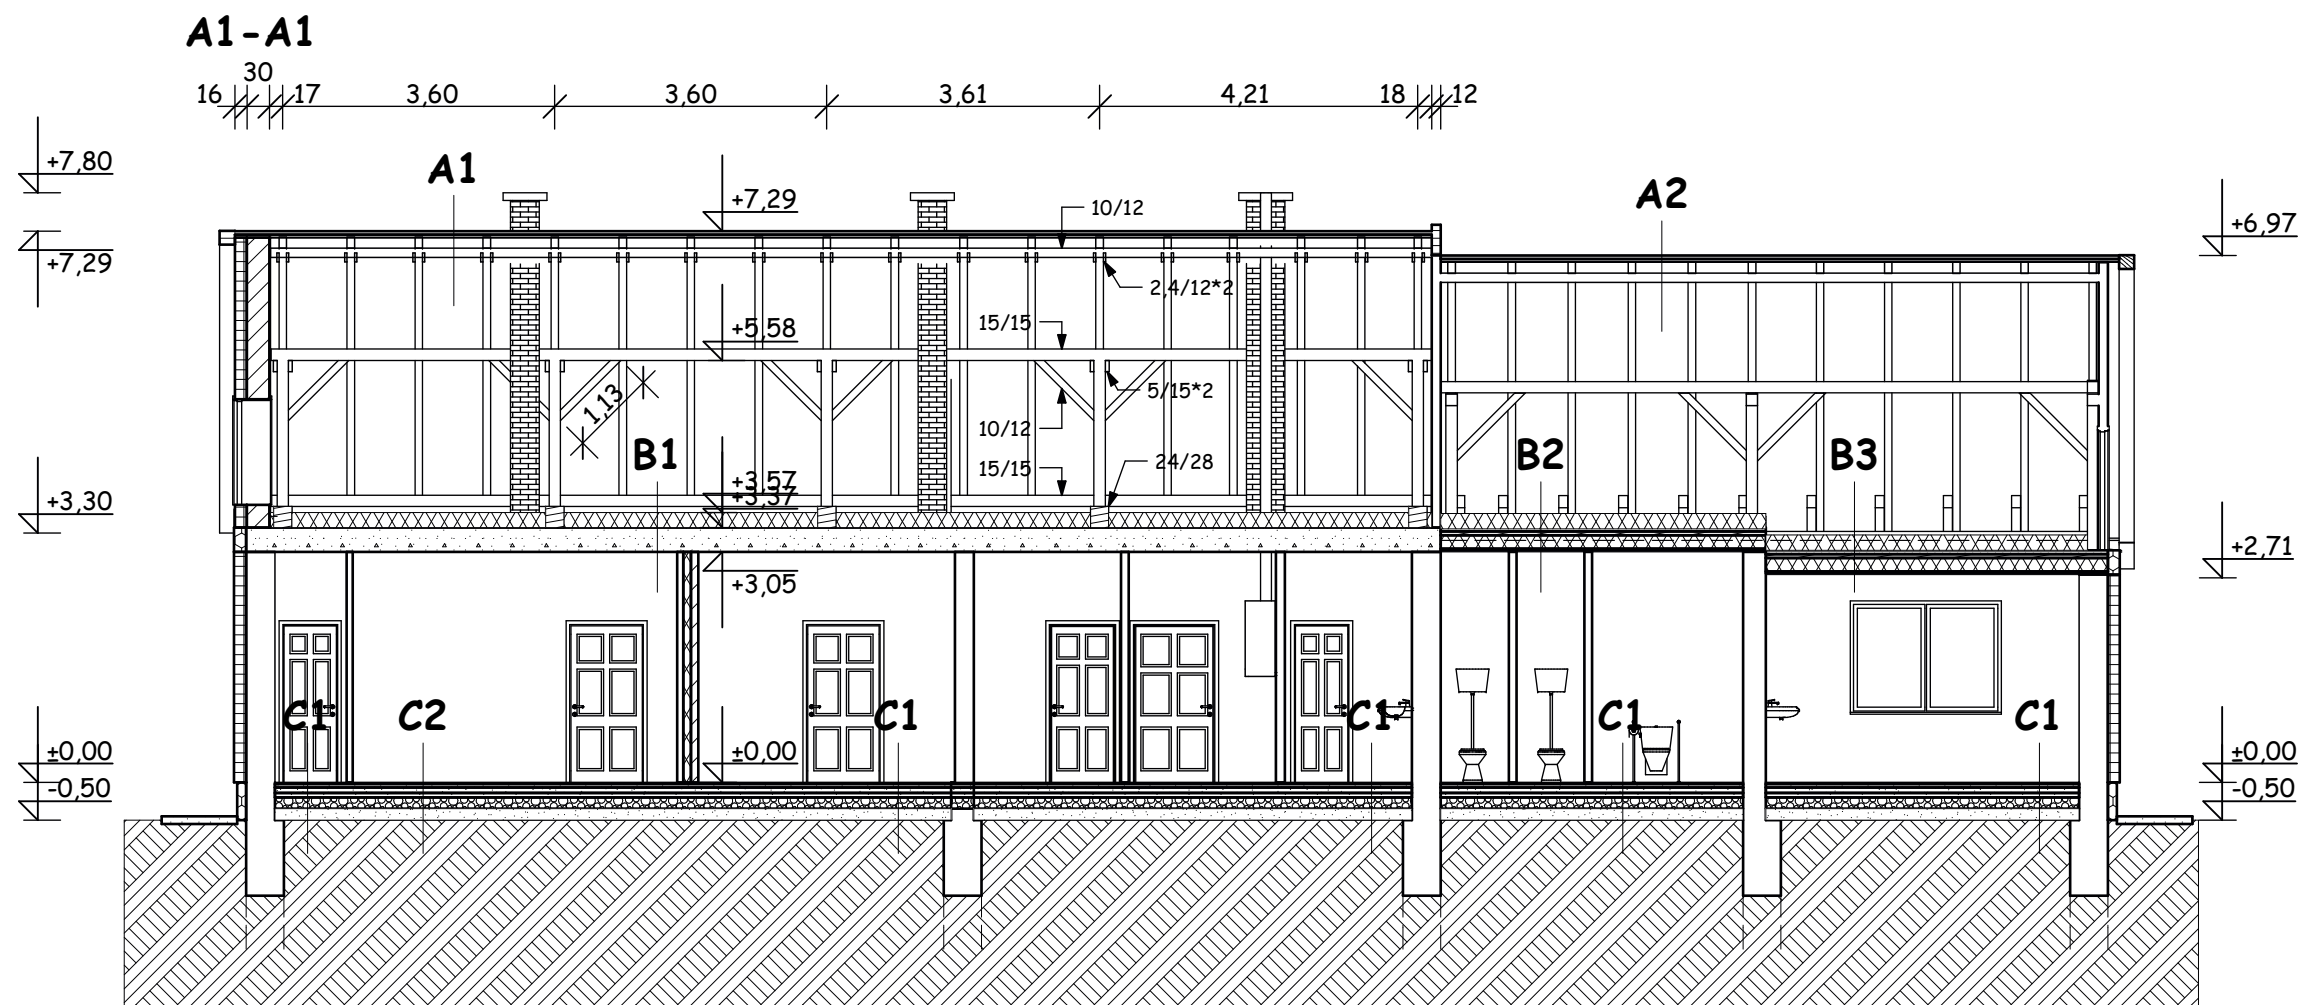 A1-A1
30
16 17 3,60 3,60 3,61 4,21 18 12
+7,80
A1
+7,29
10/12
A2
+6,97
+7,29
2,4/12*2
15/15
+5,58
1,13
5/15*2
10/12
B1
24/28
15/15
B2
B3
+3,57
+3,37
+3,30
+2,71
+3,05
C1
C2
C1
C1
C1
C1
±0,00
±0,00
±0,00
-0,50
-0,50